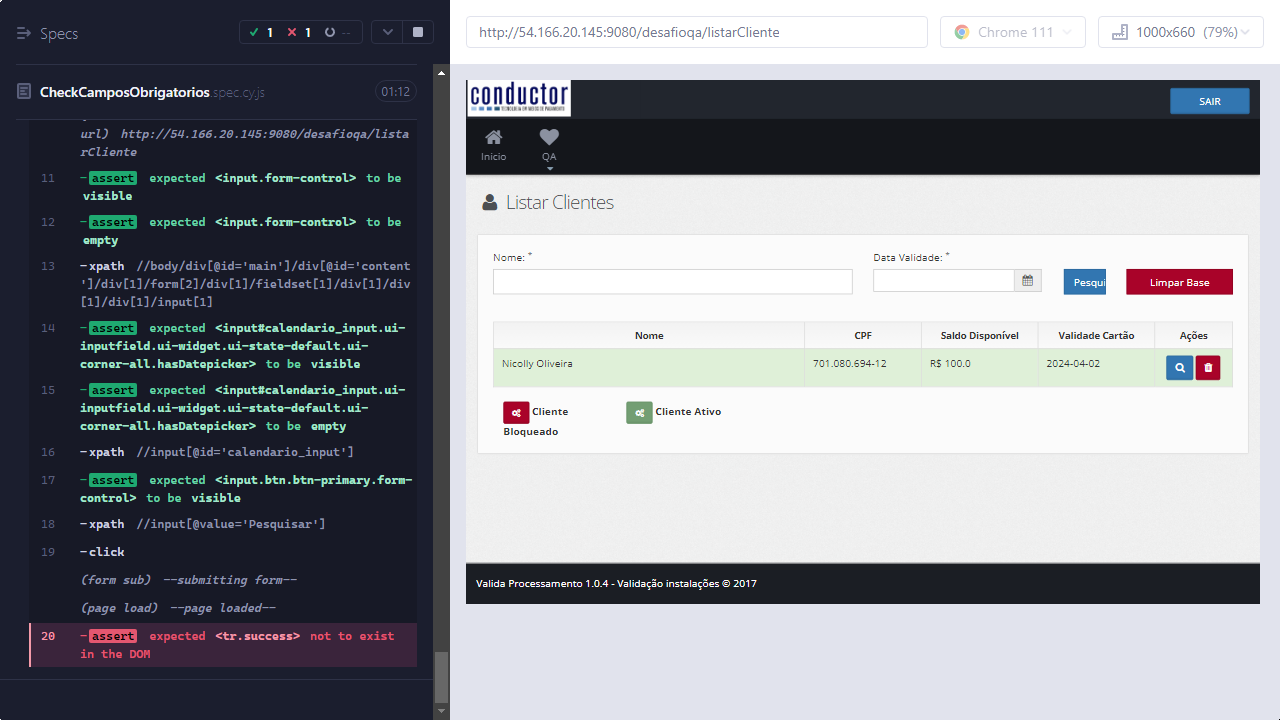 Specs
1
1
--
http://54.166.20.145:9080/desafioqa/listarCliente
Chrome 111
1000x660 (79%)
CheckCamposObrigatorios.spec.cy.js
01:12
url) http://54.166.20.145:9080/desafioqa/lista
rCliente
11 -assert expected <input.form-control> to be
visible
12 -assert expected <input.form-control> to be
empty
13 -xpath //body/div[@id='main']/div[@id='content
']/div[1]/form[2]/div[1]/fieldset[1]/div[1]/div
[1]/div[1]/input[1]
14 -assert expected <input#calendario_input.ui-
inputfield.ui-widget.ui-state-default.ui-
corner-all.hasDatepicker> to be visible
15 -assert expected <input#calendario_input.ui-
inputfield.ui-widget.ui-state-default.ui-
corner-all.hasDatepicker> to be empty
16 -xpath //input[@id='calendario_input']
17 -assert expected <input.btn.btn-primary.form-
control> to be visible
18 -xpath //input[@value='Pesquisar']
19 -click
(form sub) --submitting form--
(page load) --page loaded--
20 -assert expected <tr.success> not to exist
in the DOM
conductor
SAIR
Inicio
QA
Listar Clientes
Nome: *
Data Validade: *
Pesqui
Limpar Base
Nome CPF Saldo Disponível Validade Cartão Ações
Nicolly Oliveira 701.080.694-12 R$ 100.0 2024-04-02
Cliente
Bloqueado
Cliente Ativo
Valida Processamento 1.0.4 - Validação instalações © 2017